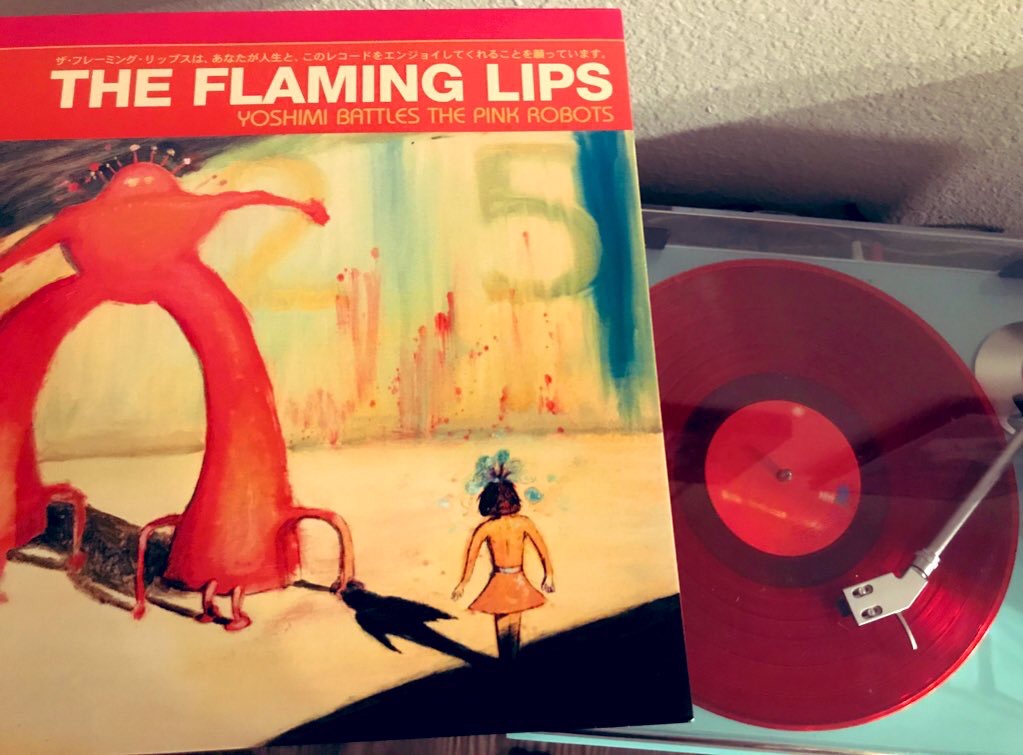 ザ・フレーミング・リップスは、あなたが人生と、このレコードをエンジョイしてくれることを願っています。
THE FLAMING LIPS
YOSHIMI BATTLES THE PINK ROBOTS
25